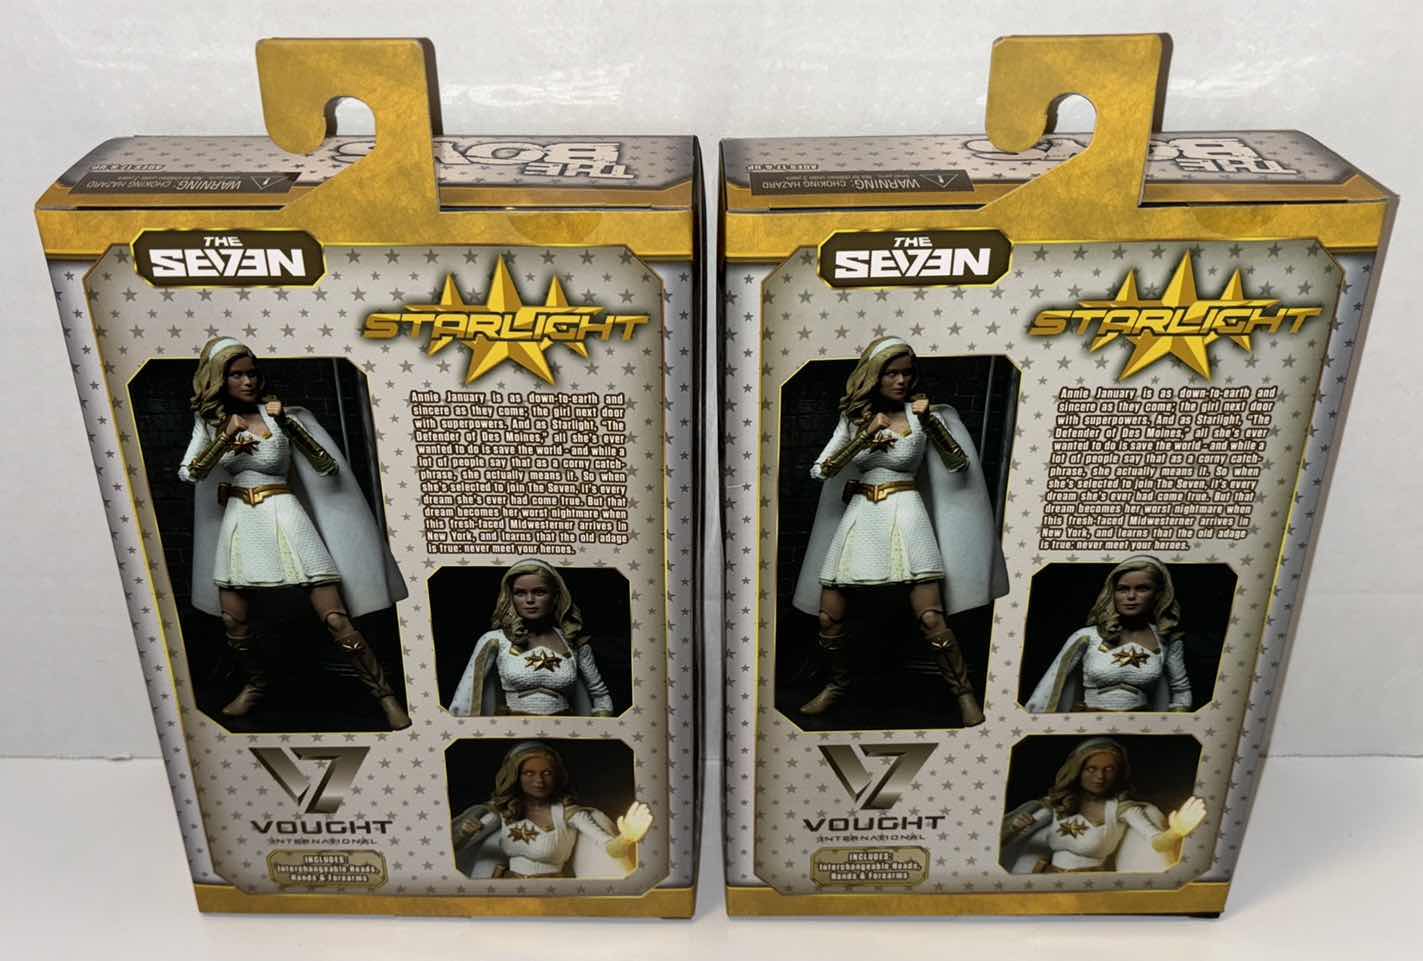 THE
BOYS
AGES 17 & UP
WARNING: CHOKING HAZARD
THE
SEVEN
STARLIGHT
Annie January is as down-to-earth and
sincere as they come; the girl next door
with superpowers. And as Starlight, "The
Defender of Des Moines," all she's ever
wanted to do is save the world - and while a
lot of people say that as a corny catch-
phrase, she actually means it. So when
she's selected to join The Seven, it's every
dream she's ever had come true. But that
dream becomes her worst nightmare when
this fresh-faced Midwesterner arrives in
New York, and learns that the old adage
is true: never meet your heroes.
VOUGHT
INTERNATIONAL
INCLUDES:
Interchangeable Heads,
Hands & Forearms
THE
BOYS
AGES 17 & UP
WARNING: CHOKING HAZARD
THE
SEVEN
STARLIGHT
Annie January is as down-to-earth and
sincere as they come; the girl next door
with superpowers. And as Starlight, "The
Defender of Des Moines," all she's ever
wanted to do is save the world - and while a
lot of people say that as a corny catch-
phrase, she actually means it. So when
she's selected to join The Seven, it's every
dream she's ever had come true. But that
dream becomes her worst nightmare when
this fresh-faced Midwesterner arrives in
New York, and learns that the old adage
is true: never meet your heroes.
VOUGHT
INTERNATIONAL
INCLUDES:
Interchangeable Heads,
Hands & Forearms